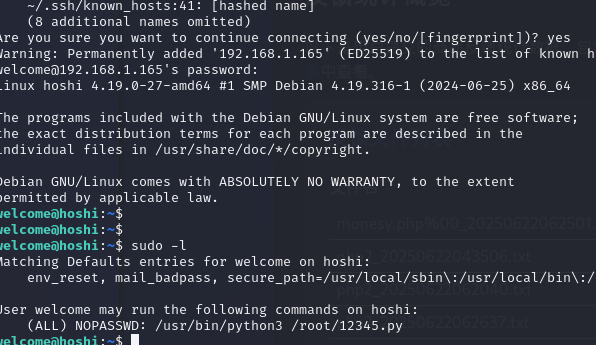 ~/.ssh/known_hosts:41: [hashed name]
(8 additional names omitted)
Are you sure you want to continue connecting (yes/no/[fingerprint])? yes
Warning: Permanently added '192.168.1.165' (ED25519) to the list of known h
welcome@192.168.1.165's password:
Linux hoshi 4.19.0-27-amd64 #1 SMP Debian 4.19.316-1 (2024-06-25) x86_64
The programs included with the Debian GNU/Linux system are free software;
the exact distribution terms for each program are described in the
individual files in /usr/share/doc/*/copyright.
Debian GNU/Linux comes with ABSOLUTELY NO WARRANTY, to the extent
permitted by applicable law.
welcome@hoshi:~$
welcome@hoshi:~$
welcome@hoshi:~$ sudo -l
Matching Defaults entries for welcome on hoshi:
env_reset, mail_badpass, secure_path=/usr/local/sbin\:/usr/local/bin\:/
User welcome may run the following commands on hoshi:
(ALL) NOPASSWD: /usr/bin/python3 /root/12345.py
welcome@hoshi:~$